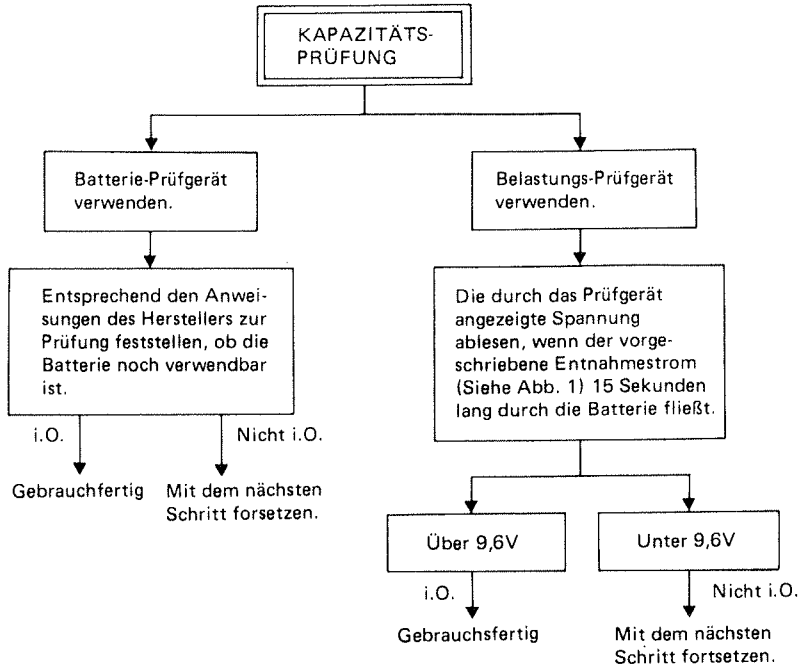 KAPAZITÄTS-
PRÜFUNG
Batterie-Prüfgerät
verwenden.
Entsprechend den Anwei-
sungen des Herstellers zur
Prüfung feststellen, ob die
Batterie noch verwendbar
ist.
i.O.
Nicht i.O.
Gebrauchfertig
Mit dem nächsten
Schritt forsetzen.
Belastungs-Prüfgerät
verwenden.
Die durch das Prüfgerät
angezeigte Spannung
ablesen, wenn der vorge-
schriebene Entnahmestrom
(Siehe Abb. 1) 15 Sekunden
lang durch die Batterie fließt.
Über 9,6V
i.O.
Gebrauchsfertig
Unter 9,6V
Nicht i.O.
Mit dem nächsten
Schritt fortsetzen.